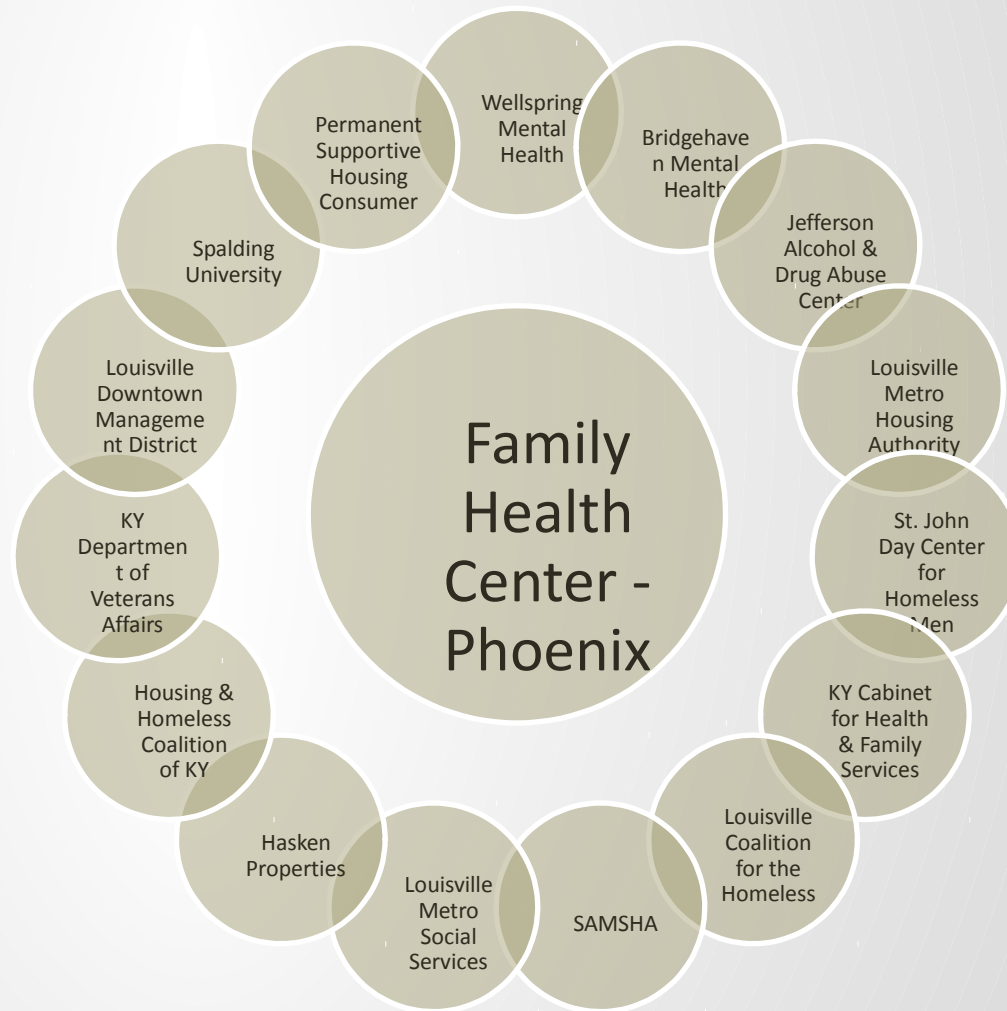 Wellspring
Mental
Health
Bridgehave
n Mental
Health
Jefferson
Alcohol &
Drug Abuse
Center
Louisville
Metro
Housing
Authority
St. John
Day Center
for
Homeless
Men
KY Cabinet
for Health
& Family
Services
Louisville
Coalition
for the
Homeless
SAMSHA
Louisville
Metro
Social
Services
Hasken
Properties
Housing &
Homeless
Coalition
of KY
KY
Departmen
t of
Veterans
Affairs
Louisville
Downtown
Manageme
nt District
Spalding
University
Permanent
Supportive
Housing
Consumer
Family
Health
Center -
Phoenix